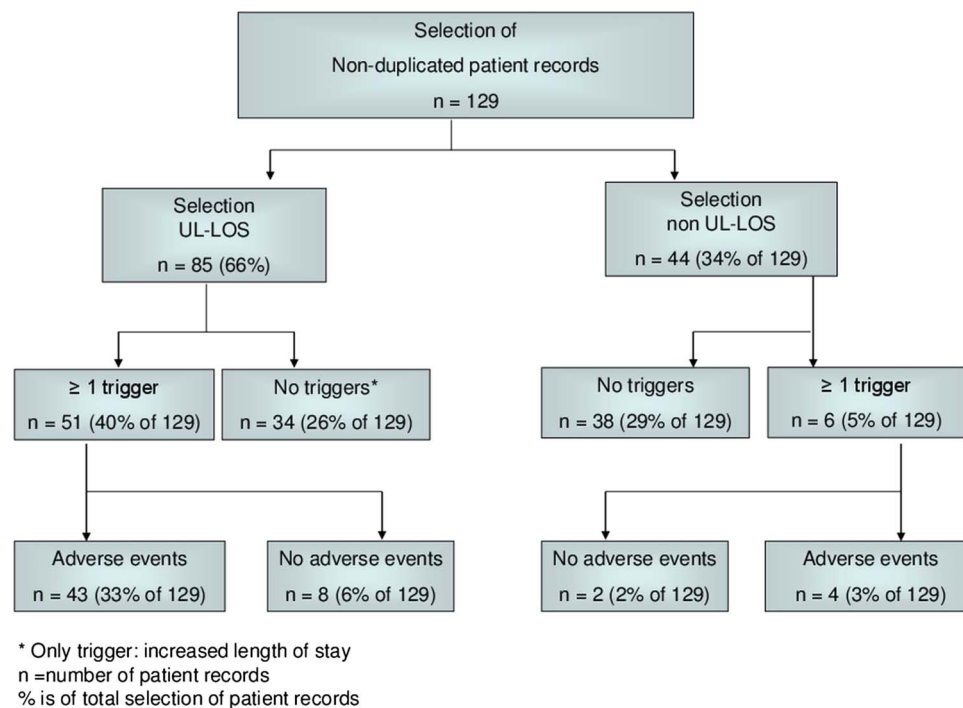 Selection of
Non-duplicated patient records
n = 129
Selection
UL-LOS
n = 85 (66%)
Selection
non UL-LOS
n = 44 (34% of 129)
≥ 1 trigger
n = 51 (40% of 129)
No triggers*
n = 34 (26% of 129)
No triggers
n = 38 (29% of 129)
≥ 1 trigger
n = 6 (5% of 129)
Adverse events
n = 43 (33% of 129)
No adverse events
n = 8 (6% of 129)
No adverse events
n = 2 (2% of 129)
Adverse events
n = 4 (3% of 129)
* Only trigger: increased length of stay
n =number of patient records
% is of total selection of patient records